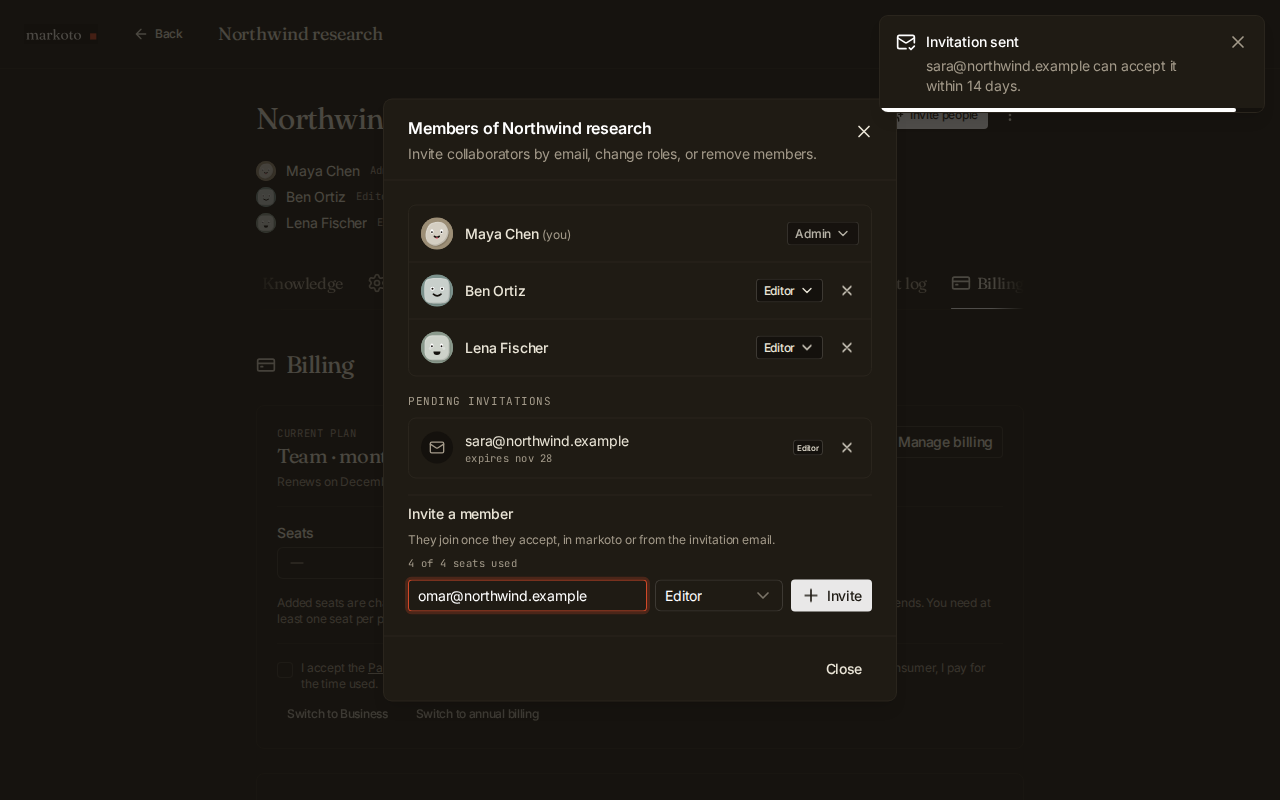 markoto
Back
Northwind research
Invitation sent
sara@northwind.example can accept it
within 14 days.
Northwin
Invite people
Members of Northwind research
Invite collaborators by email, change roles, or remove members.
Maya Chen Ad
Ben Ortiz Edit
Lena Fischer E
Maya Chen (you)
Admin
Ben Ortiz
Editor
Lena Fischer
Editor
Knowledge
t log
Billing
PENDING INVITATIONS
sara@northwind.example
expires nov 28
Editor
Billing
CURRENT PLAN
Team · mont
Renews on Decem
Manage billing
Invite a member
They join once they accept, in markoto or from the invitation email.
4 of 4 seats used
omar@northwind.example
Editor
Invite
Seats
—
Added seats are ch
ends. You need at
least one seat per p
Close
I accept the Pa
nsumer, I pay for
the time used.
Switch to Business
Switch to annual billing